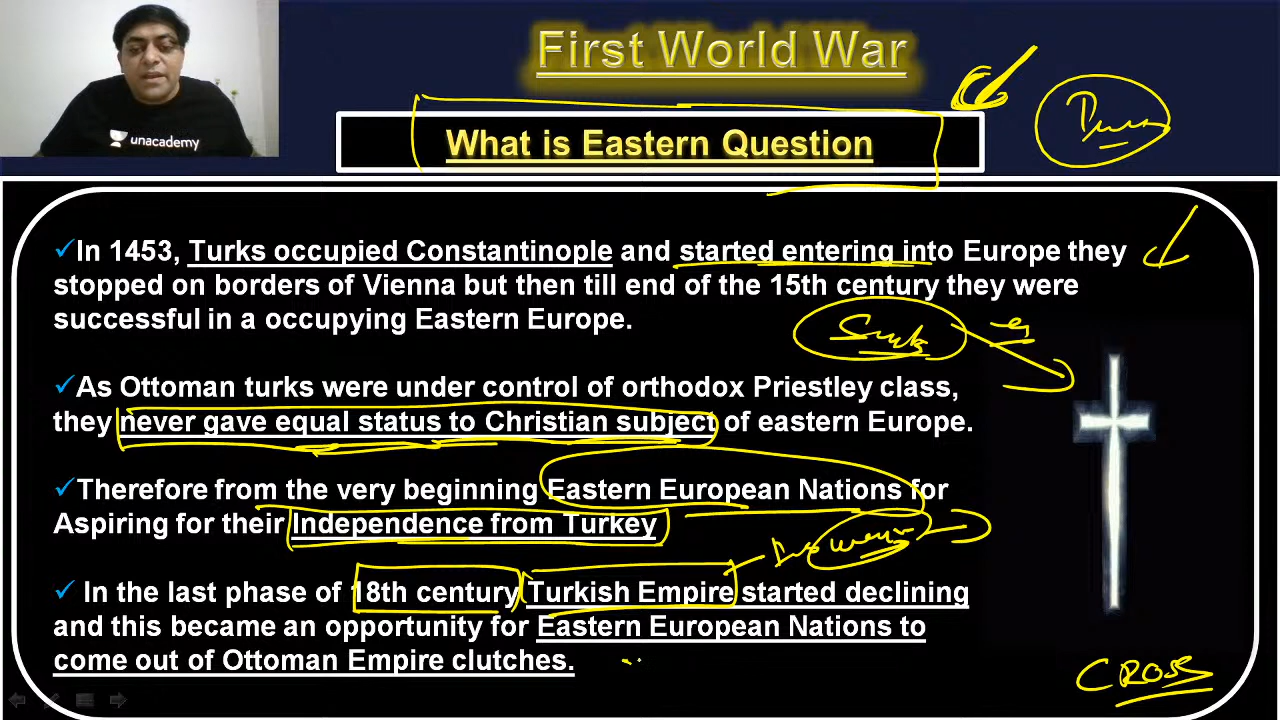 First World War
unacademy
What is Eastern Question
✓In 1453, Turks occupied Constantinople and started entering into Europe they
stopped on borders of Vienna but then till end of the 15th century they were
successful in a occupying Eastern Europe.
✓As Ottoman turks were under control of orthodox Priestley class,
they never gave equal status to Christian subject of eastern Europe.
✓Therefore from the very beginning Eastern European Nations for
Aspiring for their Independence from Turkey
✓ In the last phase of 18th century Turkish Empire started declining
and this became an opportunity for Eastern European Nations to
come out of Ottoman Empire clutches.
CROSS